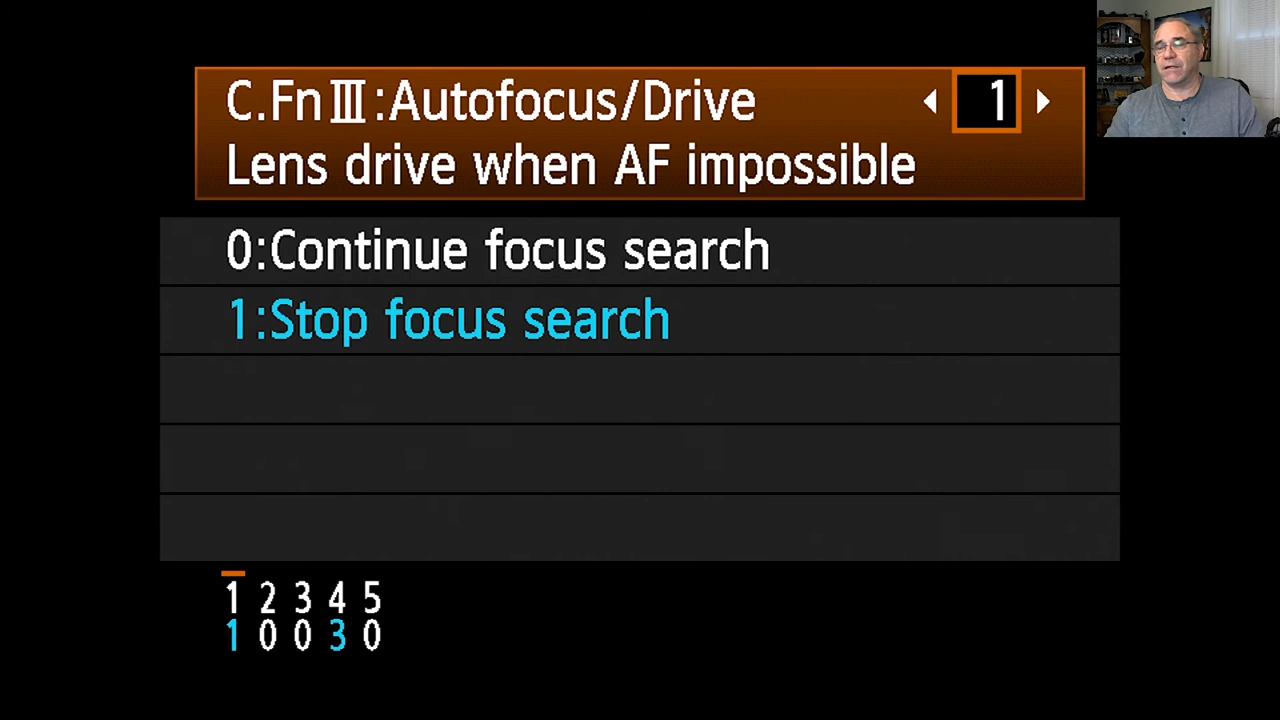 C.FnⅢ:Autofocus/Drive 1
Lens drive when AF impossible
0:Continue focus search
1:Stop focus search
1 2 3 4 5
1 0 0 3 0